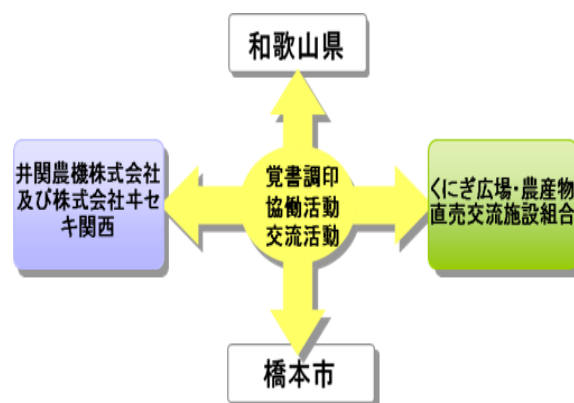 和歌山県
井関農機株式会社
及び株式会社ヰセ
キ関西
覚書調印
協働活動
交流活動
くにぎ広場・農産物
直売交流施設組合
橋本市